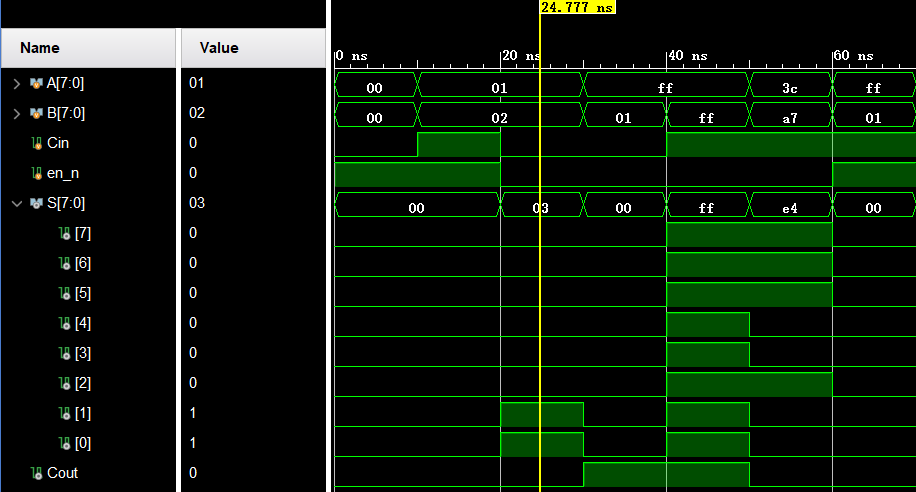 24.777 ns
Name Value
0 ns 20 ns 40 ns 60 ns
A[7:0] 01 00 01 ff 3c ff
B[7:0] 02 00 02 01 ff a7 01
Cin 0
en_n 0
S[7:0] 03 00 03 00 ff e4 00
[7] 0
[6] 0
[5] 0
[4] 0
[3] 0
[2] 0
[1] 1
[0] 1
Cout 0